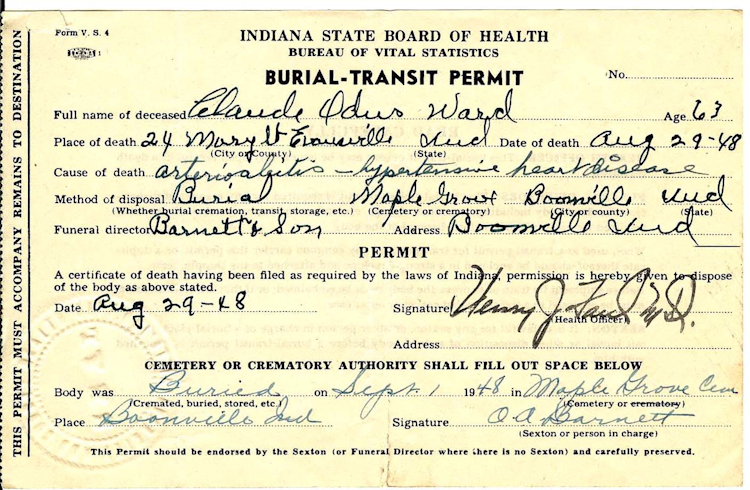 Form V. S. 4
INDIANA STATE BOARD OF HEALTH
BUREAU OF VITAL STATISTICS
BURIAL-TRANSIT PERMIT
No.
Full name of deceased Claude Odus Ward Age 63
Place of death 24 Mary St Evansville Ind Date of death Aug 29-48
(City or County) (State)
Cause of death - hypertensive heart disease
Method of disposal Burial Maple Grove Boonville Ind
(Whether burial cremation, transit, storage, etc.) (Cemetery or crematory) (City or county) (State)
Funeral director Barnett & Son Address Boonville Ind
PERMIT
A certificate of death having been filed as required by the laws of Indiana, permission is hereby given to dispose
of the body as above stated.
Date Aug 29-48 Signature Henry J. M.D.
(Health Officer)
Address
CEMETERY OR CREMATORY AUTHORITY SHALL FILL OUT SPACE BELOW
Body was Buried on Sept. 1 1948 in Maple Grove Cem
(Cremated, buried, stored, etc.) (Cemetery or crematory)
Place Boonville Ind Signature O A Barnett
(Sexton or person in charge)
This Permit should be endorsed by the Sexton (or Funeral Director where there is no Sexton) and carefully preserved.
THIS PERMIT MUST ACCOMPANY REMAINS TO DESTINATION